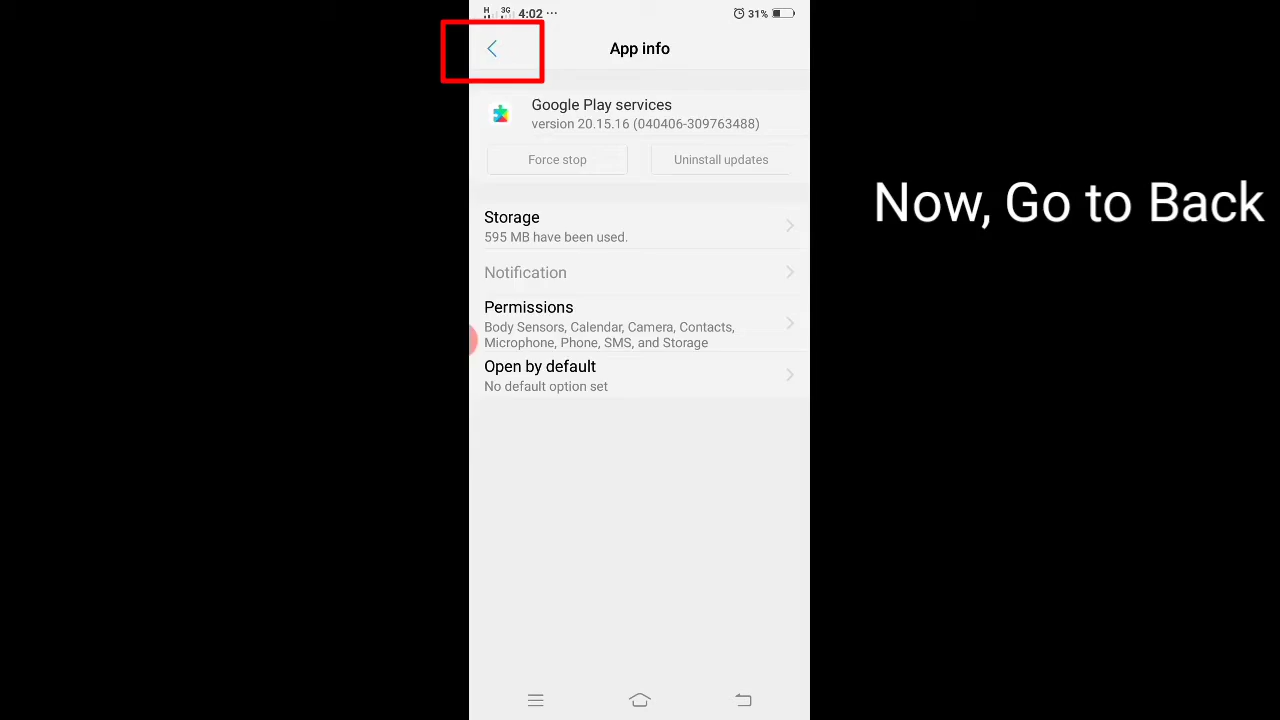 H 3G 4:02 ...
31%
App info
Google Play services
version 20.15.16 (040406-309763488)
Force stop
Uninstall updates
Storage
595 MB have been used.
Notification
Permissions
Body Sensors, Calendar, Camera, Contacts,
Microphone, Phone, SMS, and Storage
Open by default
No default option set
Now, Go to Back